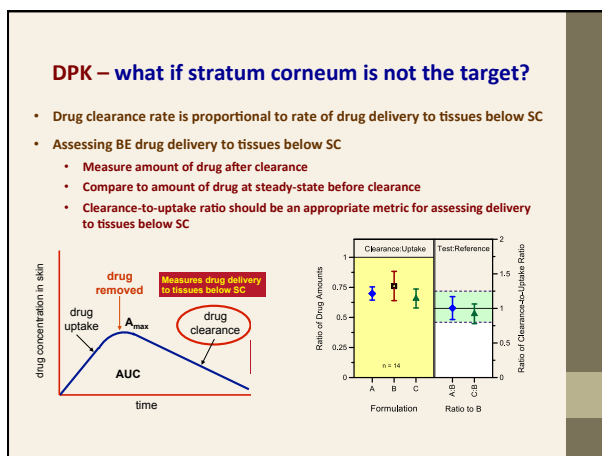 DPK – what if stratum corneum is not the target?
• Drug clearance rate is proportional to rate of drug delivery to tissues below SC
• Assessing BE drug delivery to tissues below SC
• Measure amount of drug after clearance
• Compare to amount of drug at steady-state before clearance
• Clearance-to-uptake ratio should be an appropriate metric for assessing delivery
to tissues below SC
drug concentration in skin
drug
removed
Measures drug delivery
to tissues below SC
drug
uptake
Amax
drug
clearance
AUC
time
Clearance:Uptake
Test:Reference
Ratio of Drug Amounts
1
0.75
0.5
0.25
0
n = 14
A
B
C
Formulation
A:B
C:B
Ratio to B
2
1.5
1
0.5
0
Ratio of Clearance-to-Uptake Ratio